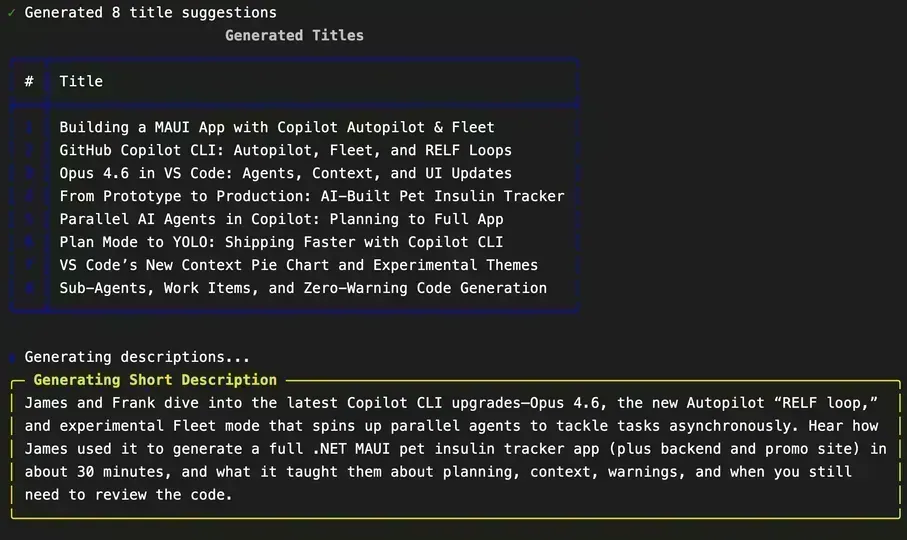 ✓ Generated 8 title suggestions
Generated Titles
# Title
1 Building a MAUI App with Copilot Autopilot & Fleet
2 GitHub Copilot CLI: Autopilot, Fleet, and RELF Loops
3 Opus 4.6 in VS Code: Agents, Context, and UI Updates
4 From Prototype to Production: AI-Built Pet Insulin Tracker
5 Parallel AI Agents in Copilot: Planning to Full App
6 Plan Mode to YOLO: Shipping Faster with Copilot CLI
7 VS Code’s New Context Pie Chart and Experimental Themes
8 Sub-Agents, Work Items, and Zero-Warning Code Generation
Generating descriptions...
Generating Short Description
James and Frank dive into the latest Copilot CLI upgrades—Opus 4.6, the new Autopilot “RELF loop,”
and experimental Fleet mode that spins up parallel agents to tackle tasks asynchronously. Hear how
James used it to generate a full .NET MAUI pet insulin tracker app (plus backend and promo site) in
about 30 minutes, and what it taught them about planning, context, warnings, and when you still
need to review the code.